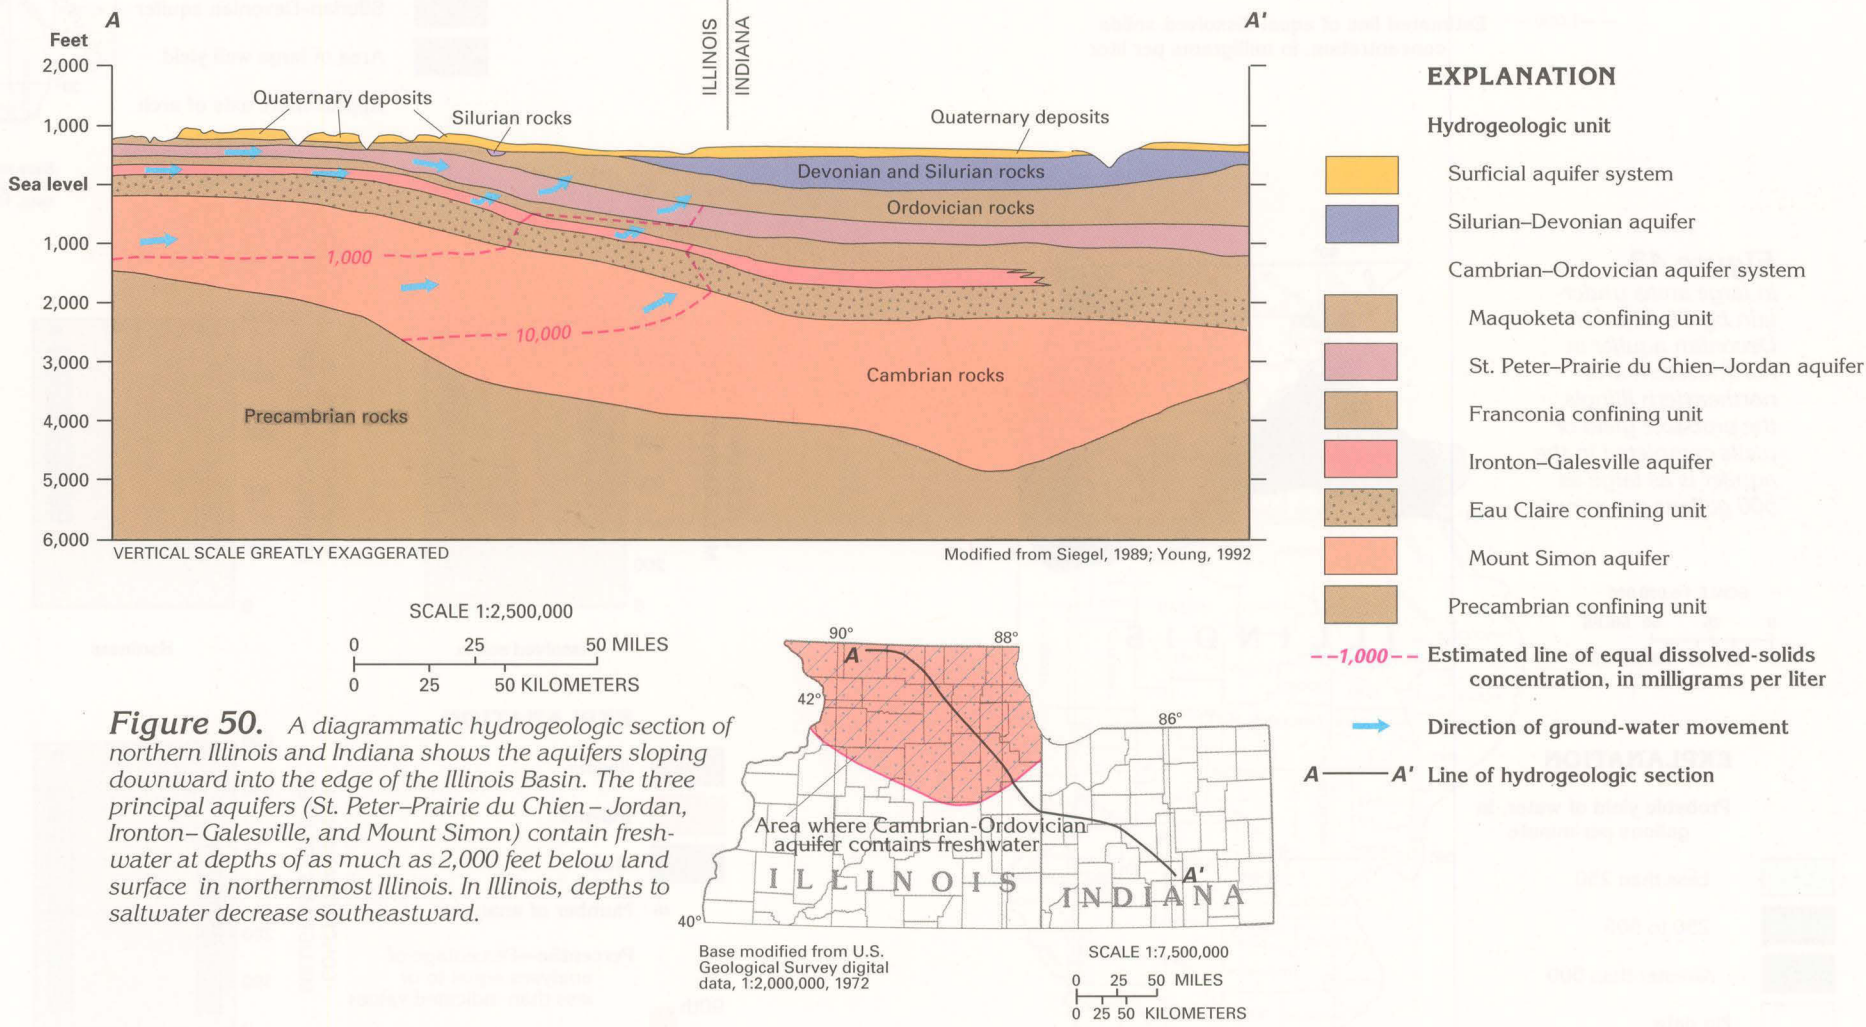 A
A'
ILLINOIS
INDIANA
Feet
2,000
1,000
Sea level
1,000
2,000
3,000
4,000
5,000
6,000
Quaternary deposits
Silurian rocks
Quaternary deposits
Devonian and Silurian rocks
Ordovician rocks
1,000
10,000
Cambrian rocks
Precambrian rocks
VERTICAL SCALE GREATLY EXAGGERATED
Modified from Siegel, 1989; Young, 1992
EXPLANATION
Hydrogeologic unit
Surficial aquifer system
Silurian–Devonian aquifer
Cambrian–Ordovician aquifer system
Maquoketa confining unit
St. Peter–Prairie du Chien–Jordan aquifer
Franconia confining unit
Ironton–Galesville aquifer
Eau Claire confining unit
Mount Simon aquifer
Precambrian confining unit
1,000 Estimated line of equal dissolved-solids
concentration, in milligrams per liter
Direction of ground-water movement
A A' Line of hydrogeologic section
SCALE 1:2,500,000
0 25 50 MILES
0 25 50 KILOMETERS
Figure 50. A diagrammatic hydrogeologic section of
northern Illinois and Indiana shows the aquifers sloping
downward into the edge of the Illinois Basin. The three
principal aquifers (St. Peter–Prairie du Chien–Jordan,
Ironton–Galesville, and Mount Simon) contain fresh-
water at depths of as much as 2,000 feet below land
surface in northernmost Illinois. In Illinois, depths to
saltwater decrease southeastward.
90°
88°
A
42°
86°
Area where Cambrian-Ordovician
aquifer contains freshwater
A'
ILLINOIS
INDIANA
40°
Base modified from U.S.
Geological Survey digital
data, 1:2,000,000, 1972
SCALE 1:7,500,000
0 25 50 MILES
0 25 50 KILOMETERS